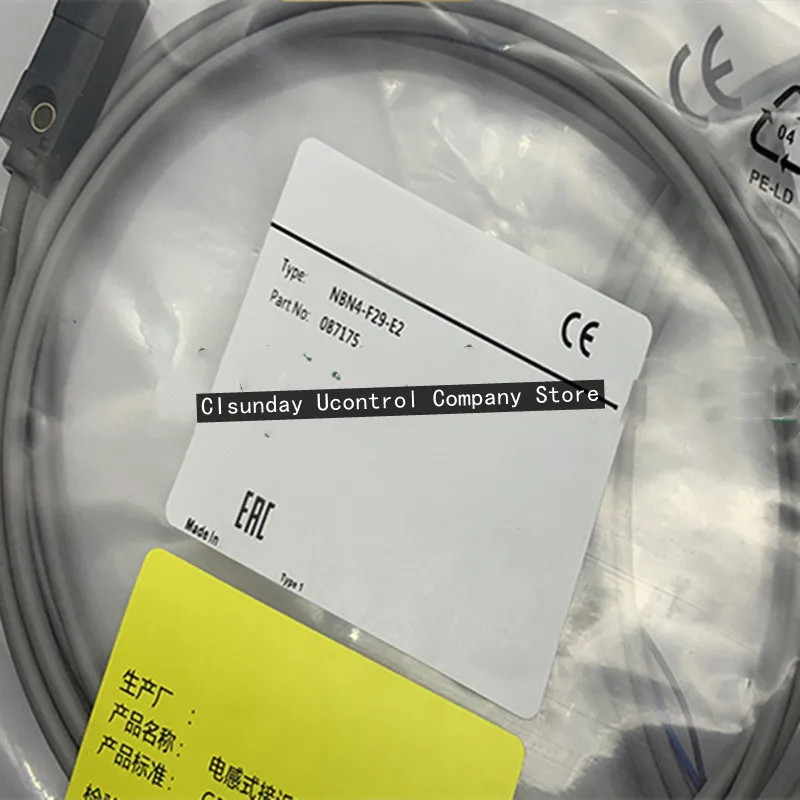 CE
04
PE-LD
Type: NBN4-F29-E2
Part No: 087175
CE
Clsunday Ucontrol Company Store
EAC
Made In
Type 1
生产厂 :
产品名称: 电感式接近
产品标准: